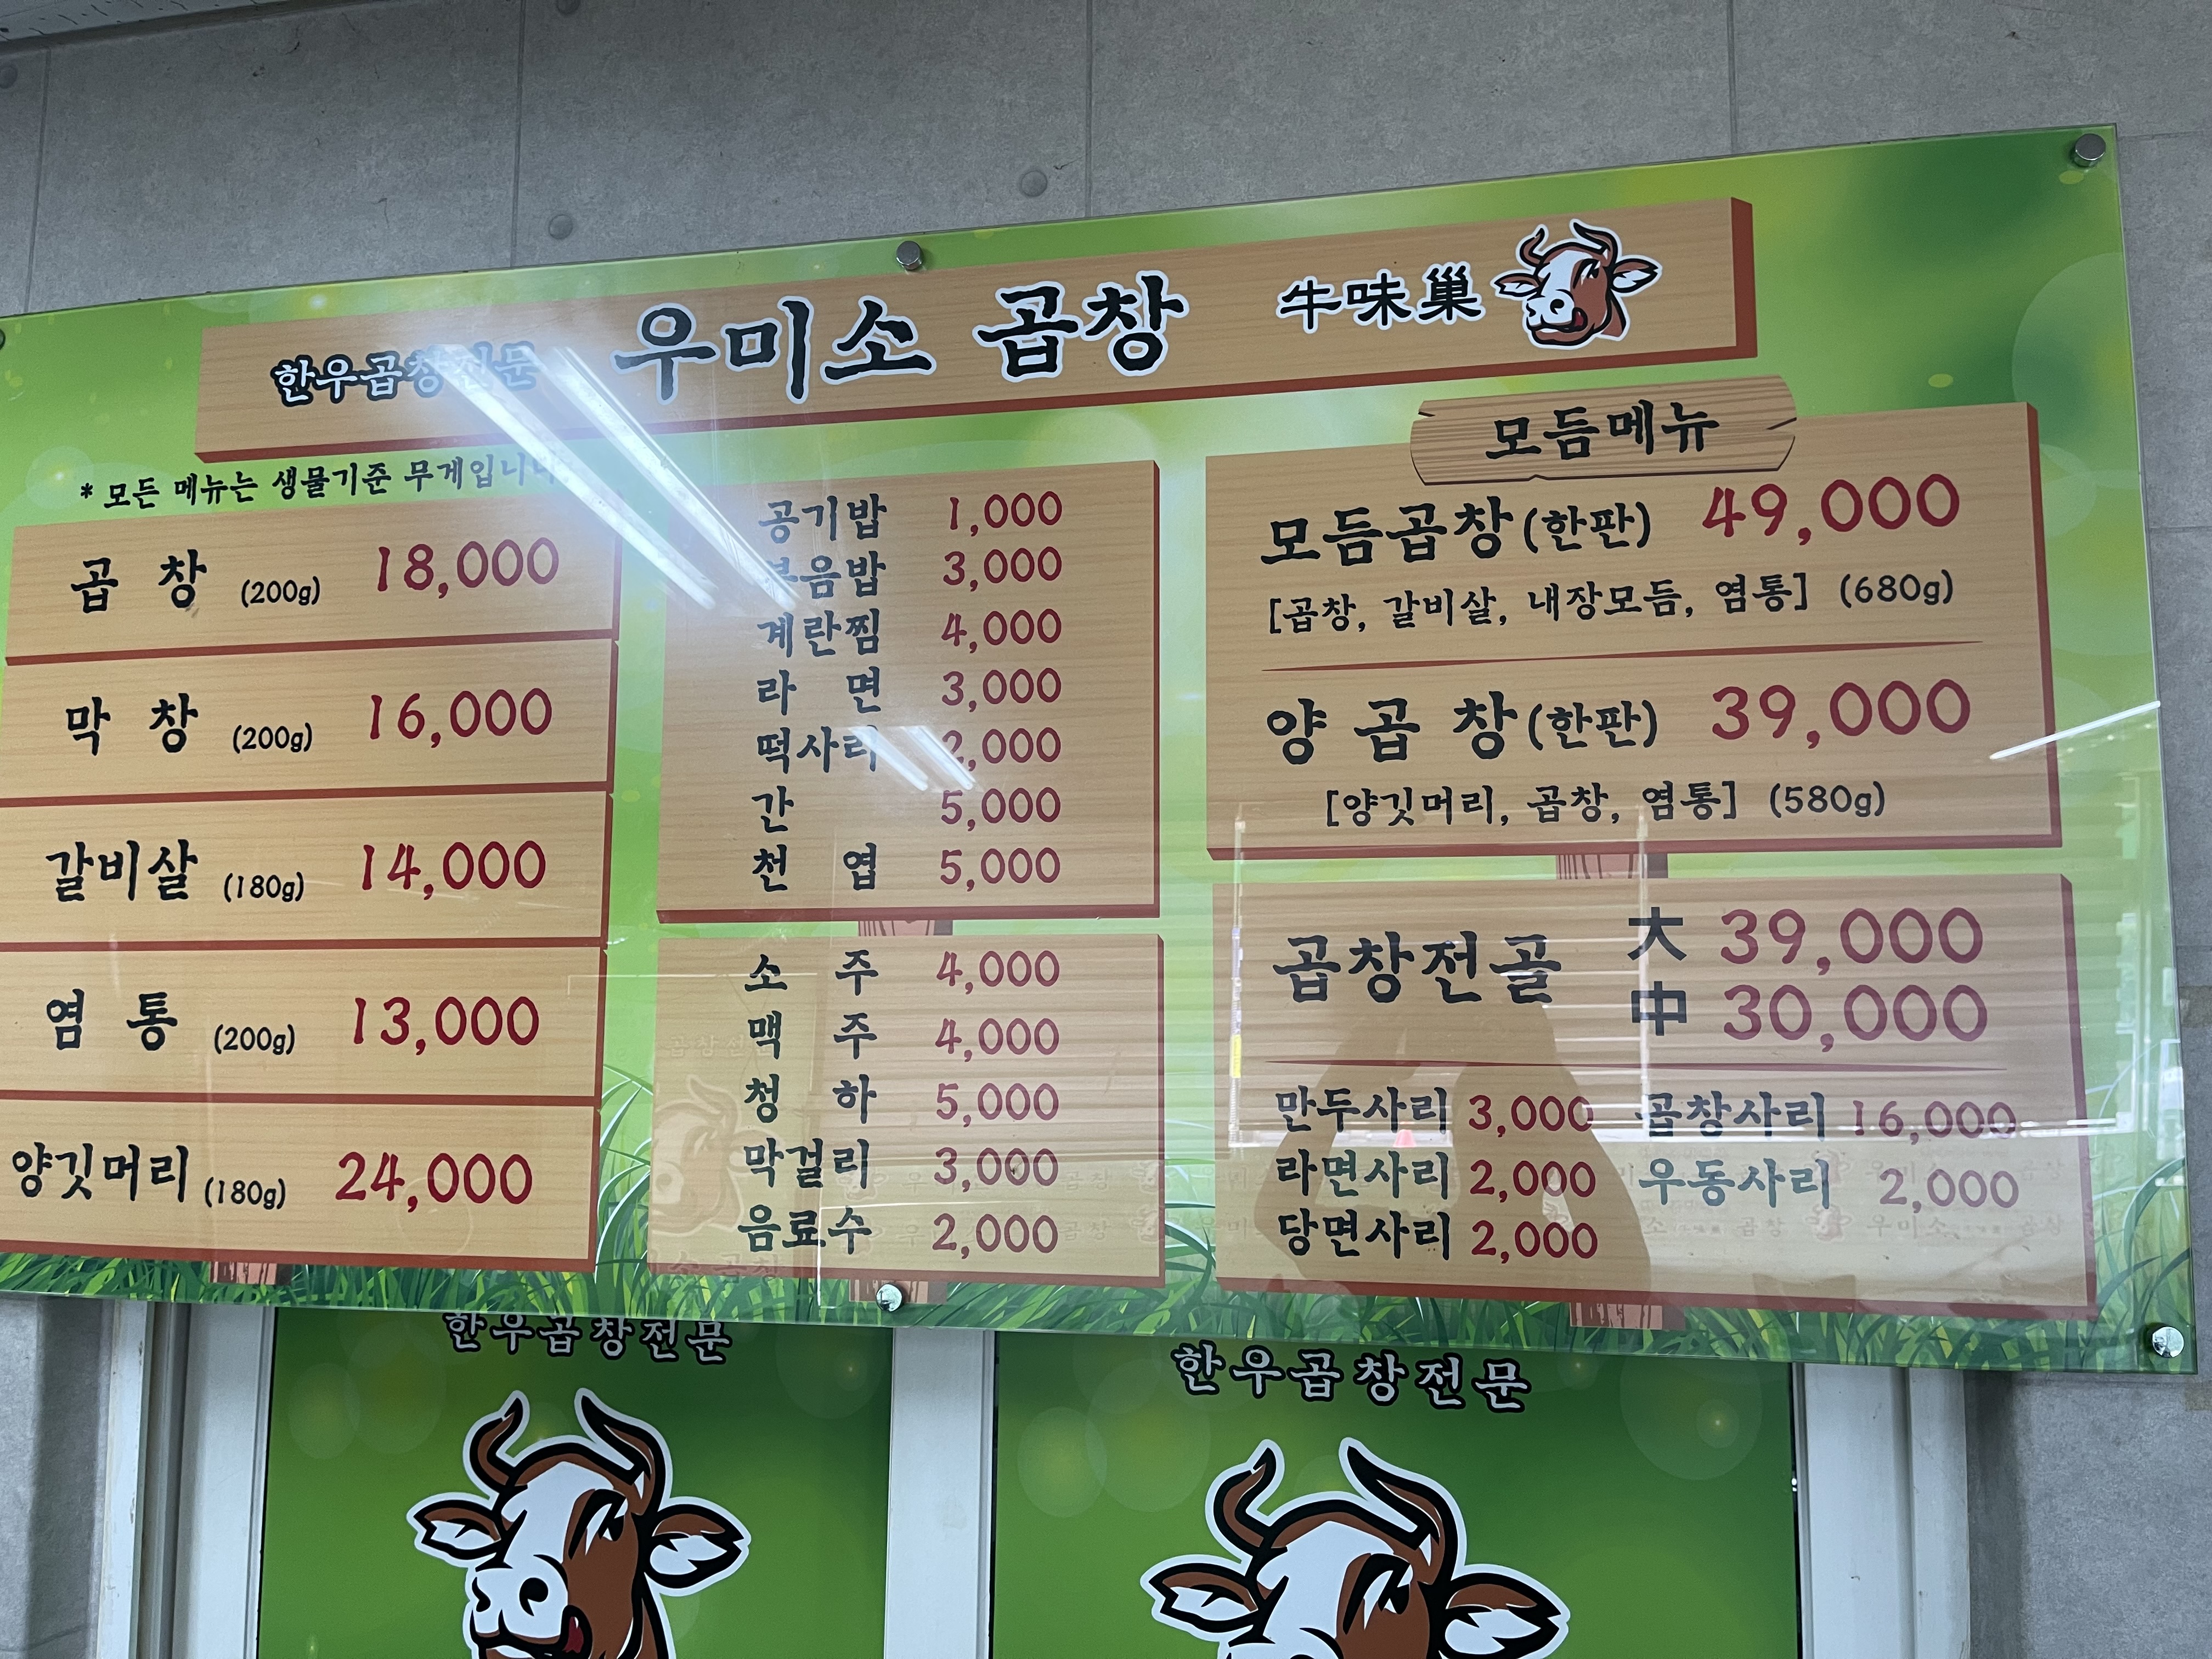 한우곱창전문 우미소 곱창 牛味巢
* 모든 메뉴는 생물기준 무게입니다
곱 창 (200g) 18,000
막 창 (200g) 16,000
갈비살 (180g) 14,000
염 통 (200g) 13,000
양깃머리 (180g) 24,000
공기밥 1,000
볶음밥 3,000
계란찜 4,000
라 면 3,000
떡사리 2,000
간 5,000
천 엽 5,000
소 주 4,000
맥 주 4,000
청 하 5,000
막걸리 3,000
음료수 2,000
모듬메뉴
모듬곱창(한판) 49,000
[곱창, 갈비살, 내장모듬, 염통] (680g)
양 곱 창(한판) 39,000
[양깃머리, 곱창, 염통] (580g)
곱창전골 大 39,000
中 30,000
만두사리 3,000 곱창사리 16,000
라면사리 2,000 우동사리 2,000
당면사리 2,000
한우곱창전문
한우곱창전문